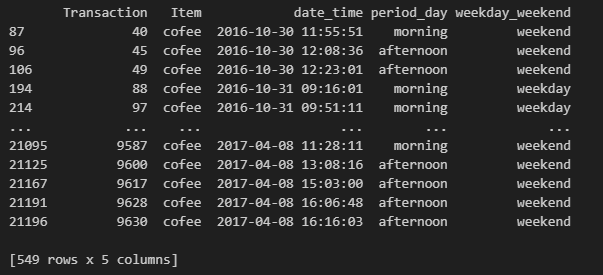 Transaction Item date_time period_day weekday_weekend
87 40 cofee 2016-10-30 11:55:51 morning weekend
96 45 cofee 2016-10-30 12:08:36 afternoon weekend
106 49 cofee 2016-10-30 12:23:01 afternoon weekend
194 88 cofee 2016-10-31 09:16:01 morning weekday
214 97 cofee 2016-10-31 09:51:11 morning weekday
... ... ... ... ... ...
21095 9587 cofee 2017-04-08 11:28:11 morning weekend
21125 9600 cofee 2017-04-08 13:08:16 afternoon weekend
21167 9617 cofee 2017-04-08 15:03:00 afternoon weekend
21191 9628 cofee 2017-04-08 16:06:48 afternoon weekend
21196 9630 cofee 2017-04-08 16:16:03 afternoon weekend
[549 rows x 5 columns]